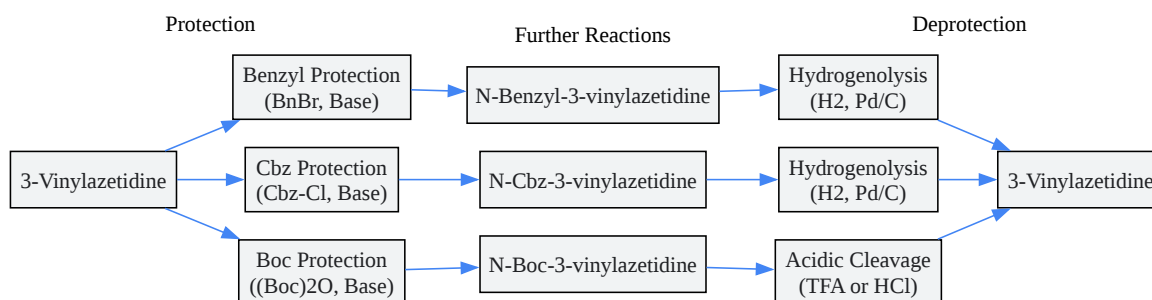 Protection
Further Reactions
Deprotection
Benzyl Protection
(BnBr, Base)
N-Benzyl-3-vinylazetidine
Hydrogenolysis
(H2, Pd/C)
3-Vinylazetidine
Cbz Protection
(Cbz-Cl, Base)
N-Cbz-3-vinylazetidine
Hydrogenolysis
(H2, Pd/C)
3-Vinylazetidine
Boc Protection
((Boc)2O, Base)
N-Boc-3-vinylazetidine
Acidic Cleavage
(TFA or HCl)